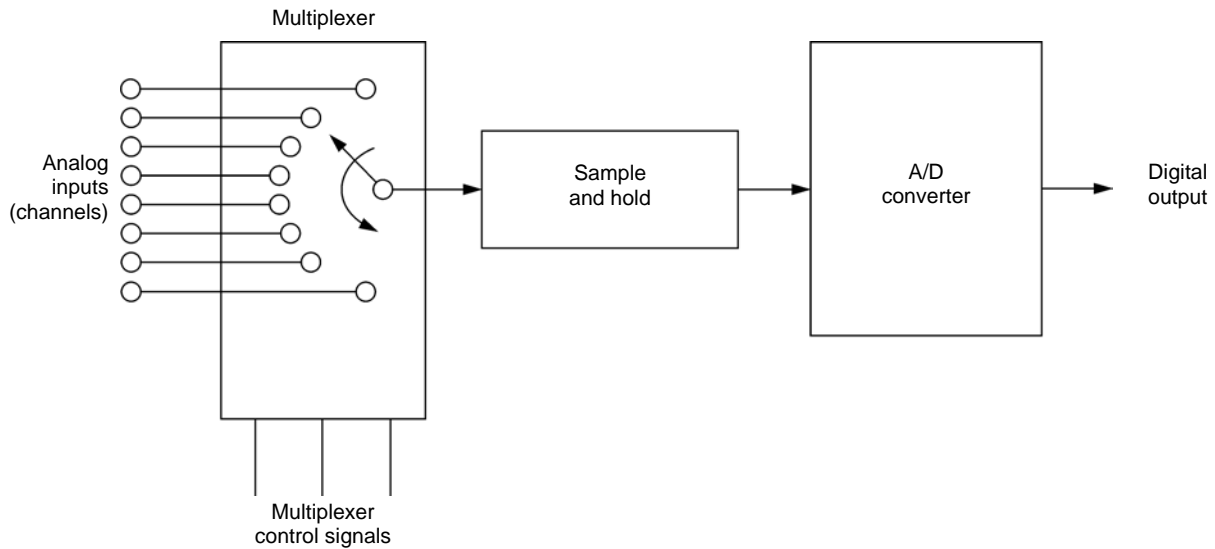 Multiplexer
Analog
inputs
(channels)
Sample
and hold
A/D
converter
Digital
output
Multiplexer
control signals